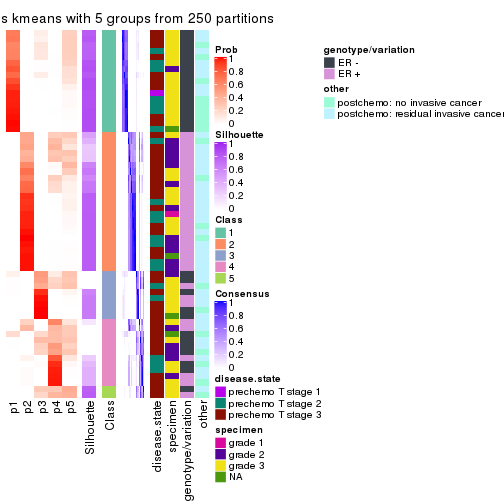 s kmeans with 5 groups from 250 partitions
Prob
1
0.8
0.6
0.4
0.2
0
Silhouette
1
0.8
0.6
0.4
0.2
0
Class
1
2
3
4
5
Consensus
1
0.8
0.6
0.4
0.2
0
disease.state
prechemo T stage 1
prechemo T stage 2
prechemo T stage 3
specimen
grade 1
grade 2
grade 3
NA
genotype/variation
ER -
ER +
other
postchemo: no invasive cancer
postchemo: residual invasive cancer
p1
p2
p3
p4
p5
Silhouette
Class
disease.state
specimen
genotype/variation
other